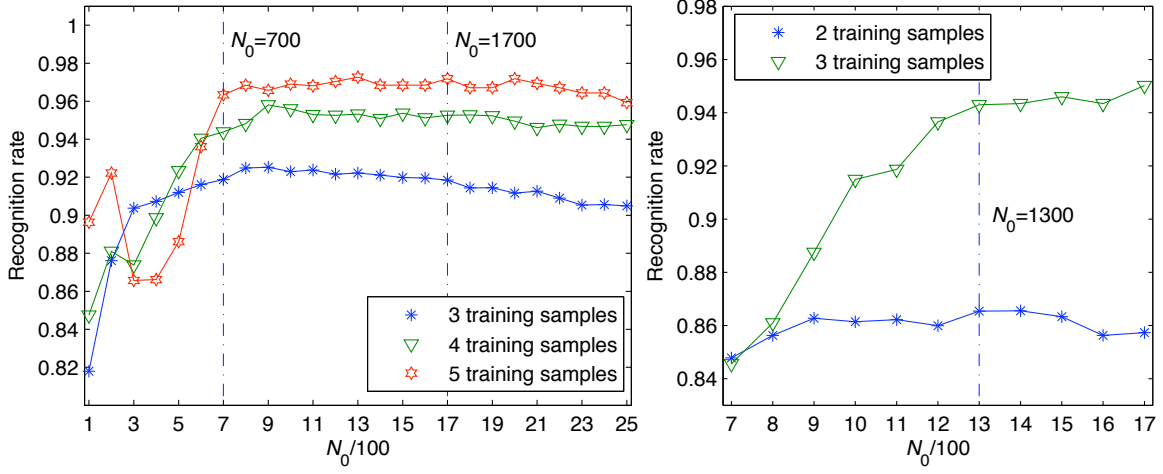 1
0.98
0.96
0.94
0.92
0.9
0.88
0.86
0.84
0.82
Recognition rate
N0=700
N0=1700
3 training samples
4 training samples
5 training samples
1 3 5 7 9 11 13 15 17 19 21 23 25
N0/100
0.98
0.96
0.94
0.92
0.9
0.88
0.86
0.84
Recognition rate
2 training samples
3 training samples
N0=1300
7 8 9 10 11 12 13 14 15 16 17
N0/100